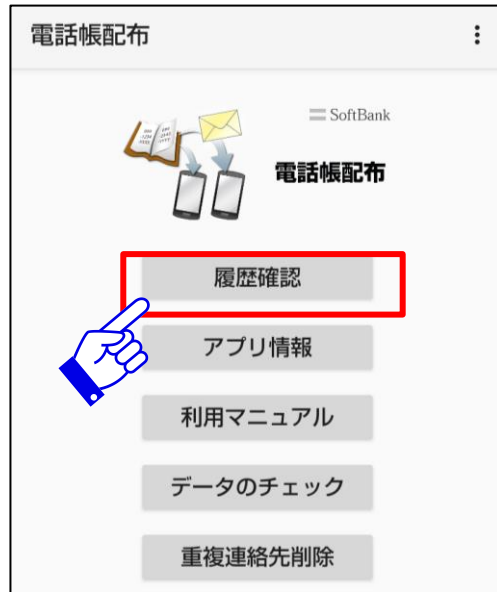 電話帳配布
SoftBank
電話帳配布
履歴確認
アプリ情報
利用マニュアル
データのチェック
重複連絡先削除